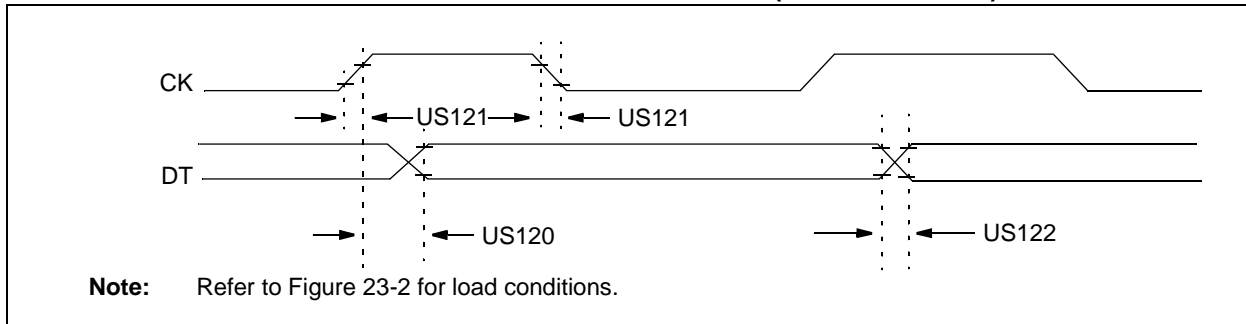 CK
US121
US121
DT
US120
US122
Note: Refer to Figure 23-2 for load conditions.